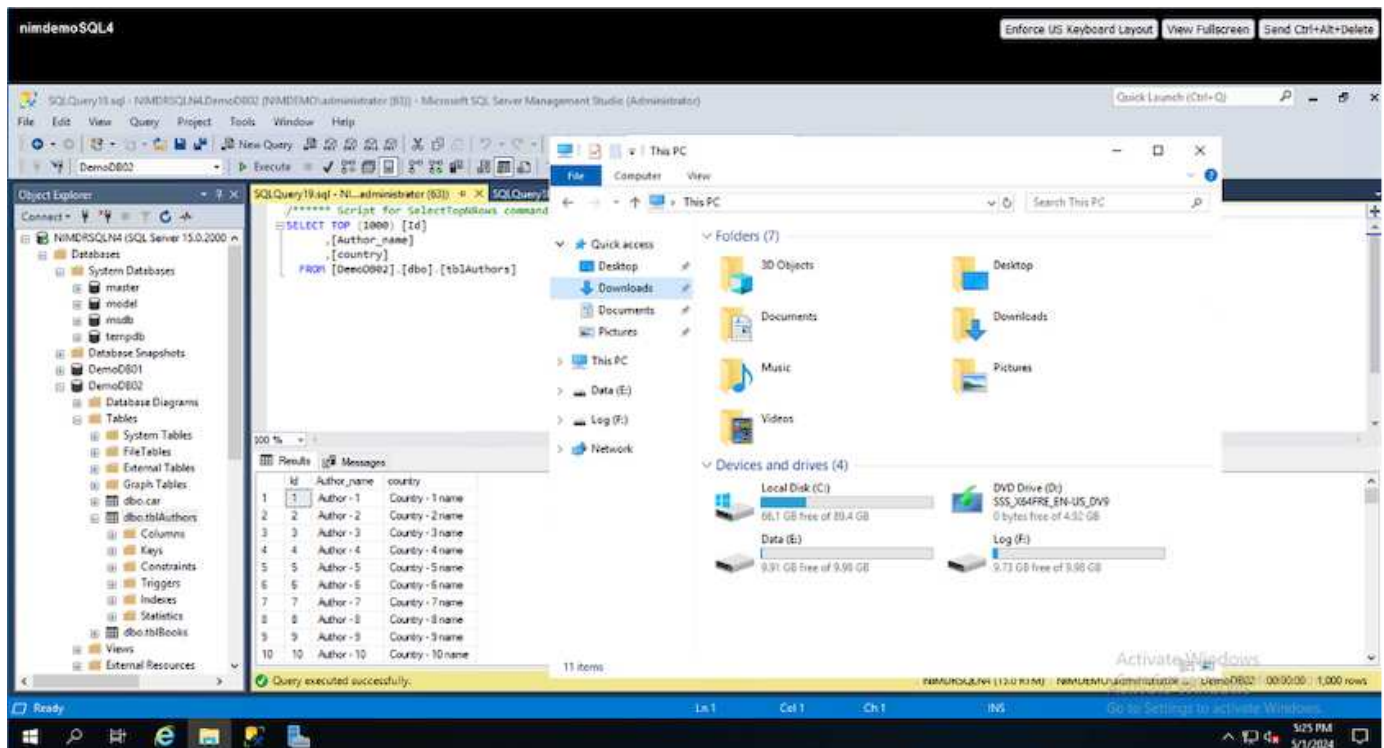 nimdemoSQL4
Enforce US Keyboard Layout
View Fullscreen
Send Ctrl+Alt+Delete
Quick Launch (Ctrl+Q)
File Edit View Query Project Tools Window Help
New Query
DemoDB02
Execute
Object Explorer
Connect
NIMDRSQLN4 (SQL Server 15.0.2000
Databases
System Databases
master
model
msdb
tempdb
Database Snapshots
DemoDB01
DemoDB02
Database Diagrams
Tables
System Tables
FileTables
External Tables
Graph Tables
dbo.car
dbo.tblAuthors
Columns
Keys
Constraints
Triggers
Indexes
Statistics
dbo.tblBooks
Views
External Resources
SQLQuery19.sql - NI...administrator (63))
/****** Script for SelectTopNRows command
SELECT TOP (1000) [Id]
,[Author_name]
,[country]
FROM [DemoDB02].[dbo].[tblAuthors]
100 %
Results Messages
Id Author_name country
1 1 Author - 1 Country - 1 name
2 2 Author - 2 Country - 2 name
3 3 Author - 3 Country - 3 name
4 4 Author - 4 Country - 4 name
5 5 Author - 5 Country - 5 name
6 6 Author - 6 Country - 6 name
7 7 Author - 7 Country - 7 name
8 8 Author - 8 Country - 8 name
9 9 Author - 9 Country - 9 name
10 10 Author - 10 Country - 10 name
Query executed successfully.
This PC
File Computer View
This PC
Search This PC
Quick access
Desktop
Downloads
Documents
Pictures
This PC
Data (E:)
Log (F:)
Network
Folders (7)
3D Objects
Desktop
Documents
Downloads
Music
Pictures
Videos
Devices and drives (4)
Local Disk (C:)
66.1 GB free of 89.4 GB
DVD Drive (D:)
SSS_X64FRE_EN-US_DV9
0 bytes free of 4.92 GB
Data (E:)
9.91 GB free of 9.98 GB
Log (F:)
9.73 GB free of 9.98 GB
11 items
Activate Windows
Go to Settings to activate Windows.
DemoDB02 00:00:00 1,000 rows
Ready
Ln 1 Col 1 Ch 1 INS
5:25 PM
5/1/2024